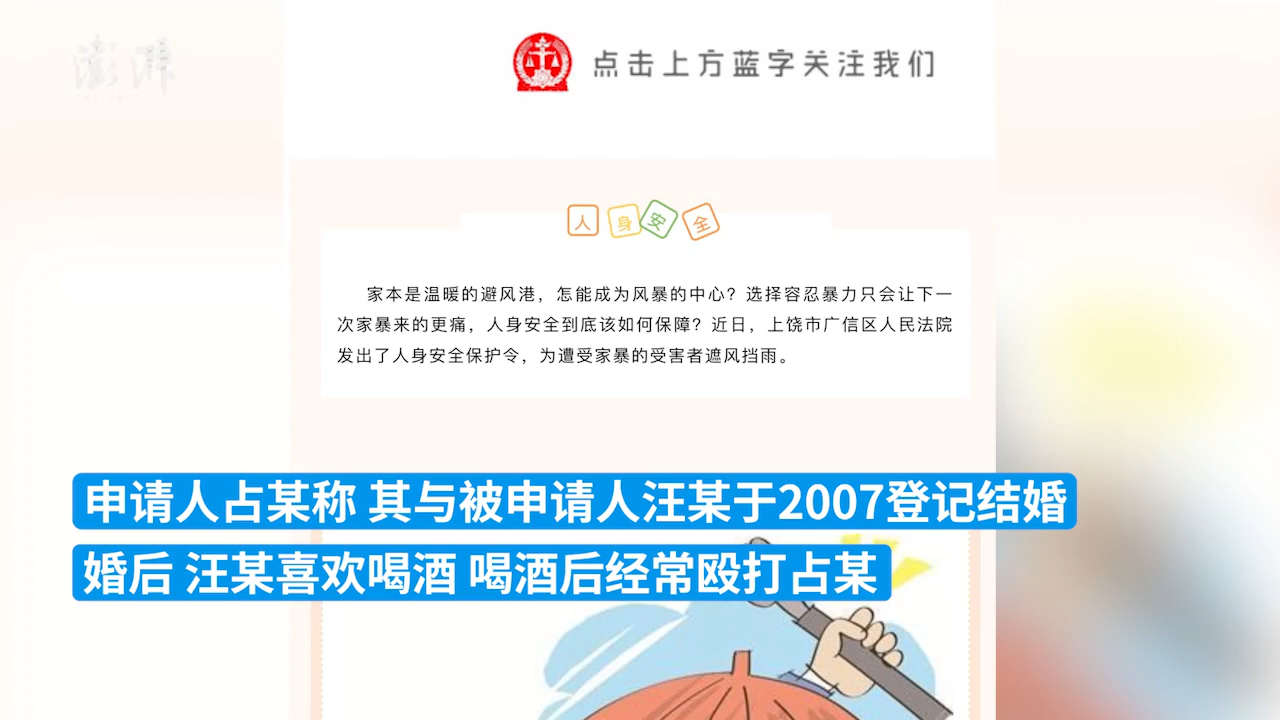 澎湃
点击上方蓝字关注我们
人身安全
家本是温暖的避风港，怎能成为风暴的中心？选择容忍暴力只会让下一
次家暴来的更痛，人身安全到底该如何保障？近日，上饶市广信区人民法院
发出了人身安全保护令，为遭受家暴的受害者遮风挡雨。
申请人占某称 其与被申请人汪某于2007登记结婚
婚后 汪某喜欢喝酒 喝酒后经常殴打占某